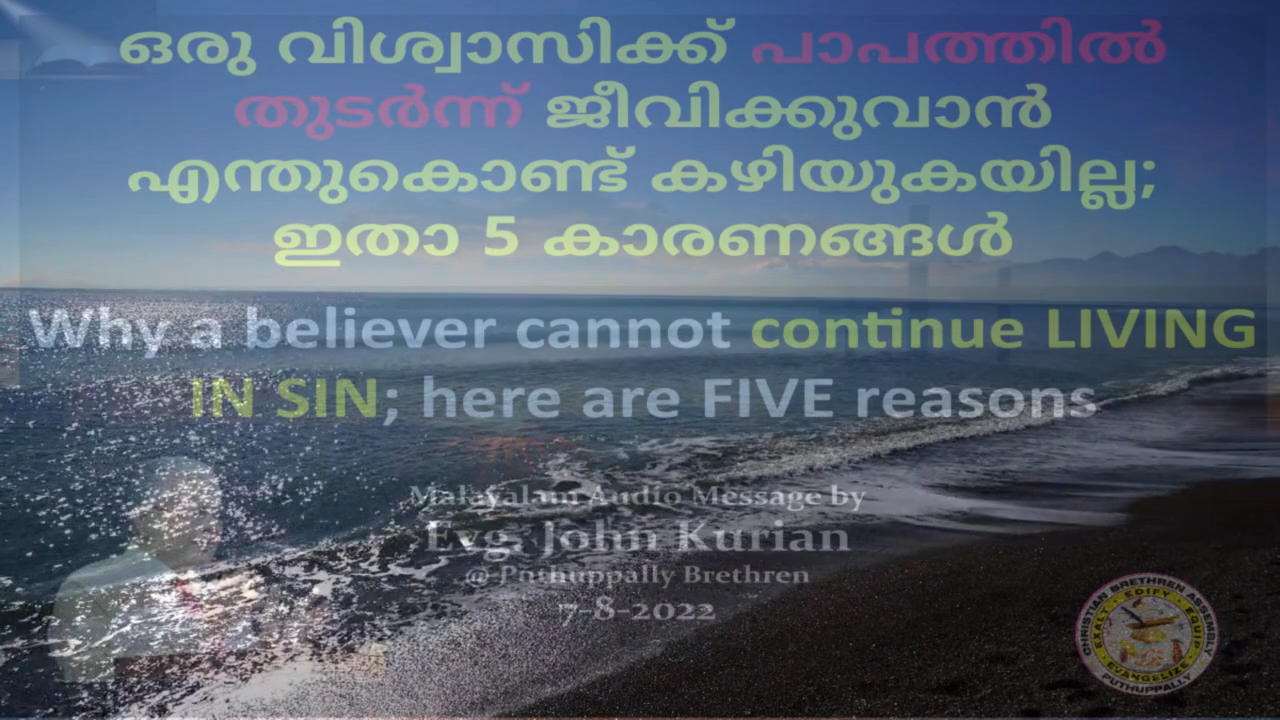 ഒരു വിശ്വാസിക്ക് പാപത്തിൽ
തുടർന്ന് ജീവിക്കുവാൻ
എന്തുകൊണ്ട് കഴിയുകയില്ല;
ഇതാ 5 കാരണങ്ങൾ
Why a believer cannot continue LIVING
IN SIN; here are FIVE reasons
Malayalam Audio Message by
Evg. John Kurian
@ Puthuppally Brethren
7-8-2022
CHRISTIAN BRETHREN ASSEMBLY
EXALT · EDIFY · EQUIP
EVANGELIZE
PUTHUPPALLY